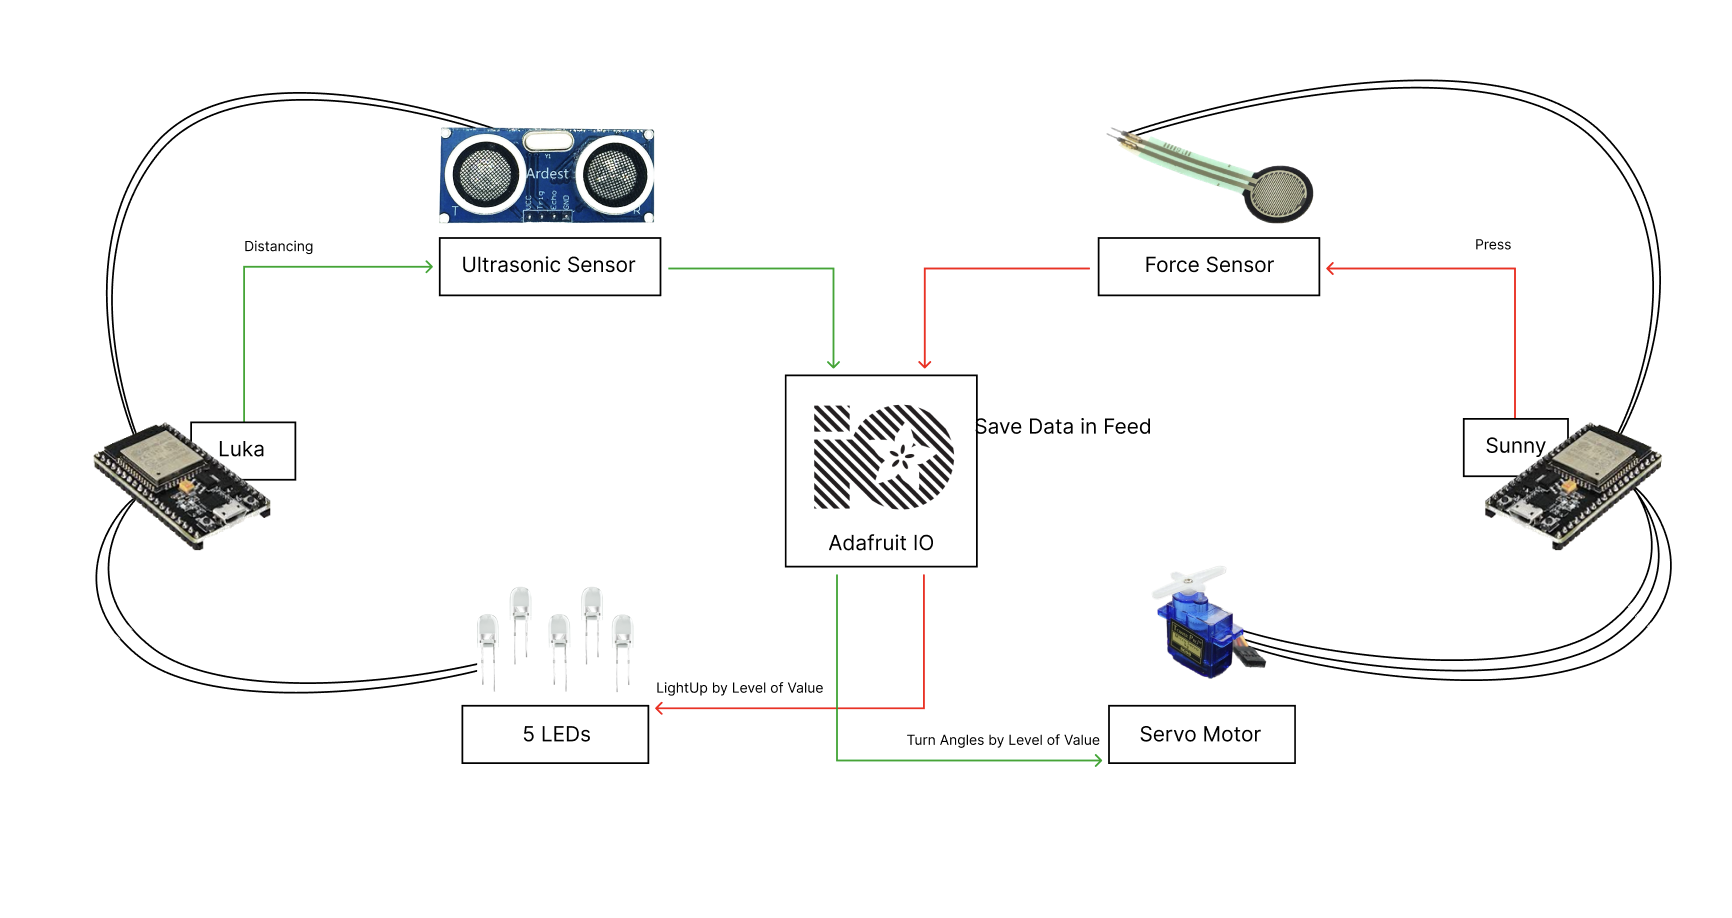 Y1
Ardest
VCC
Trig
Echo
GND
T
R
Distancing
Ultrasonic Sensor
Force Sensor
Press
Luka
Save Data in Feed
Sunny
Adafruit IO
LightUp by Level of Value
5 LEDs
Turn Angles by Level of Value
Servo Motor